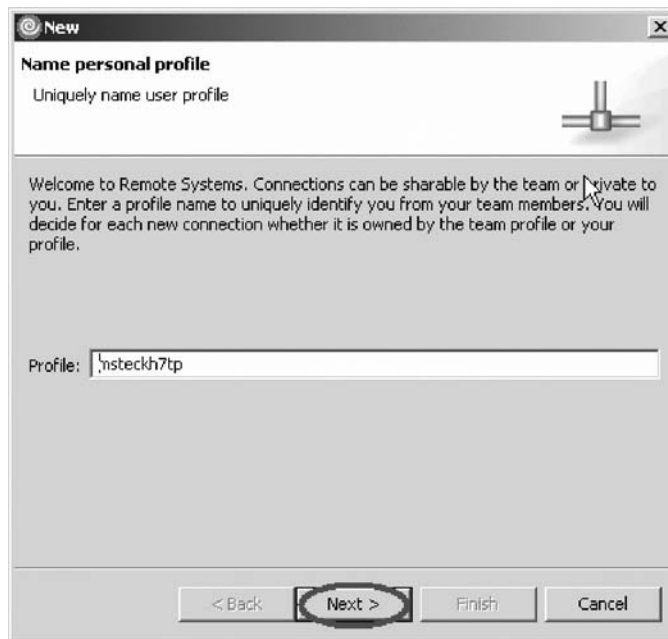 New
Name personal profile
Uniquely name user profile
Welcome to Remote Systems. Connections can be sharable by the team or private to
you. Enter a profile name to uniquely identify you from your team members. You will
decide for each new connection whether it is owned by the team profile or your
profile.
Profile: nsteckh7tp
< Back Next > Finish Cancel